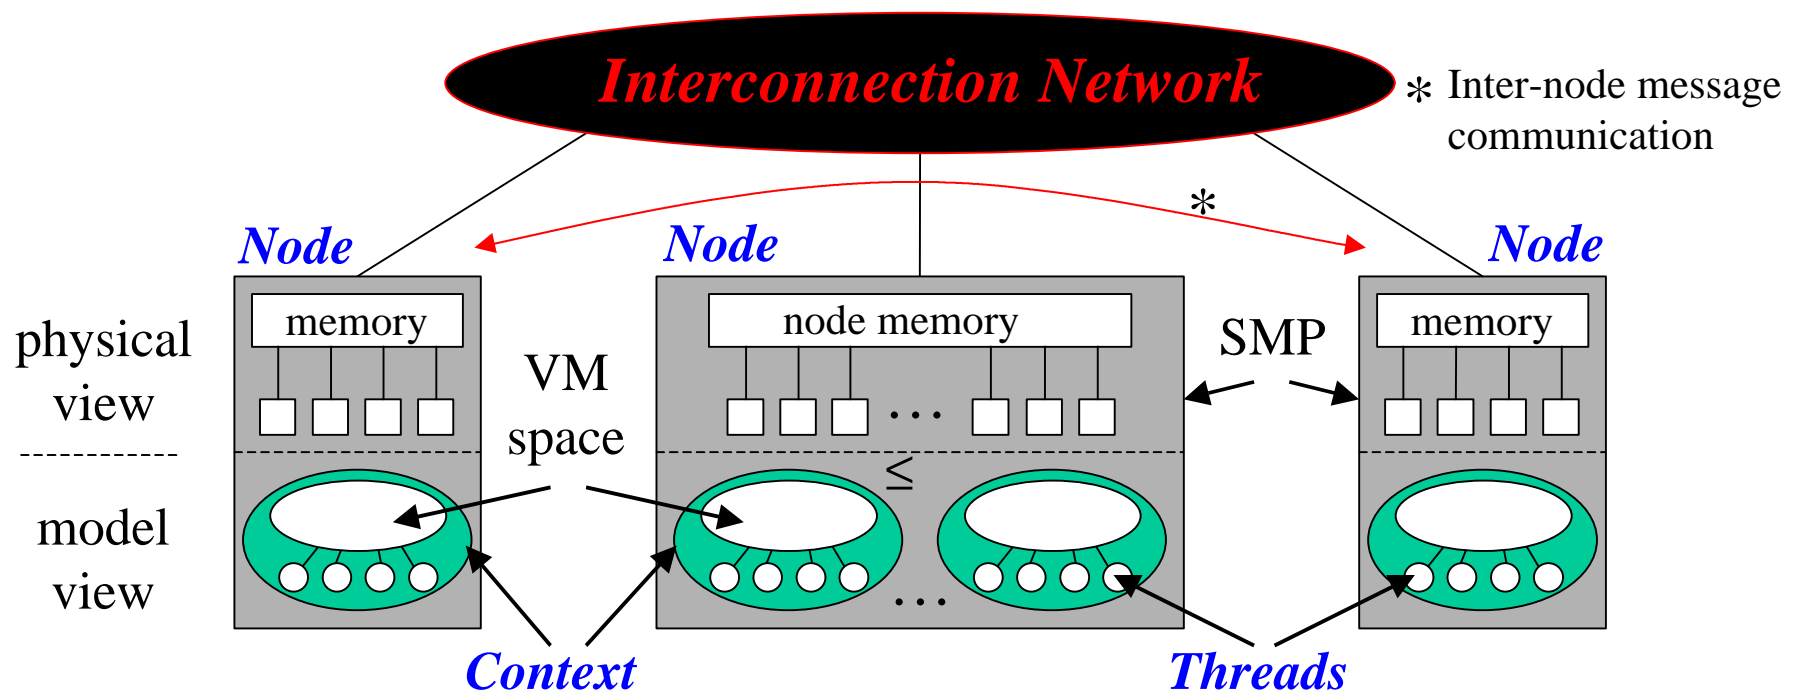 Interconnection Network
* Inter-node message
communication
*
Node
Node
Node
memory
node memory
memory
physical
view
VM
space
SMP
...
≤
model
view
...
Context
Threads